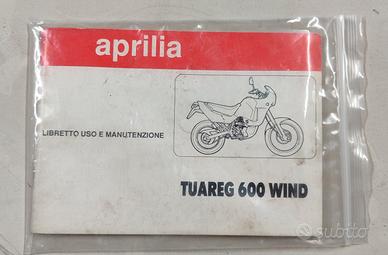 aprilia
LIBRETTO USO E MANUTENZIONE
TUAREG 600 WIND
subito